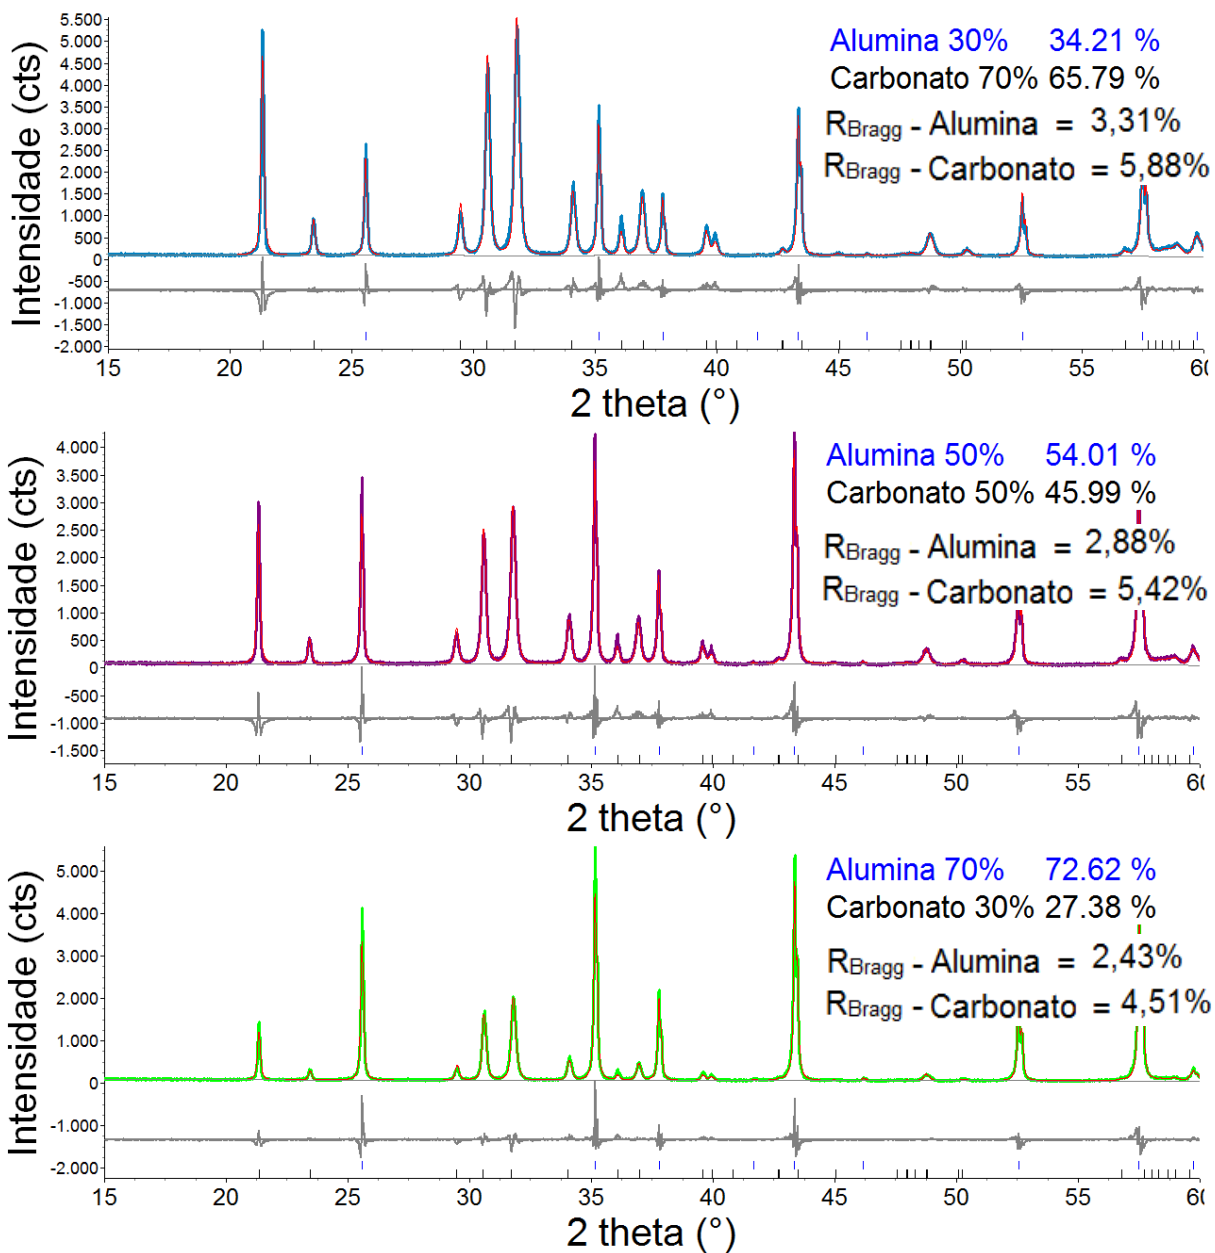 Intensidade (cts)
5.500
5.000
4.500
4.000
3.500
3.000
2.500
2.000
1.500
1.000
500
0
-500
-1.000
-1.500
-2.000
Alumina 30% 34.21 %
Carbonato 70% 65.79 %
RBragg - Alumina = 3,31%
RBragg - Carbonato = 5,88%
15 20 25 30 35 40 45 50 55 60
2 theta (°)
Intensidade (cts)
4.000
3.500
3.000
2.500
2.000
1.500
1.000
500
0
-500
-1.000
-1.500
Alumina 50% 54.01 %
Carbonato 50% 45.99 %
RBragg - Alumina = 2,88%
RBragg - Carbonato = 5,42%
15 20 25 30 35 40 45 50 55 60
2 theta (°)
Intensidade (cts)
5.000
4.000
3.000
2.000
1.000
0
-1.000
-2.000
Alumina 70% 72.62 %
Carbonato 30% 27.38 %
RBragg - Alumina = 2,43%
RBragg - Carbonato = 4,51%
15 20 25 30 35 40 45 50 55 60
2 theta (°)